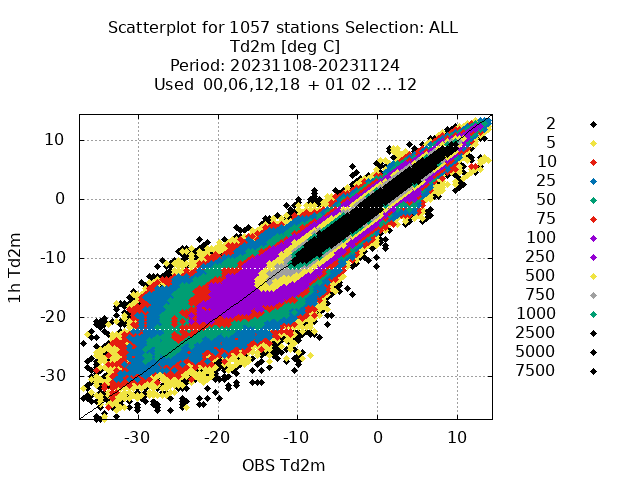 Scatterplot for 1057 stations Selection: ALL
Td2m [deg C]
Period: 20231108-20231124
Used 00,06,12,18 + 01 02 ... 12
2
5
10
25
50
75
100
250
500
750
1000
2500
5000
7500
10
0
-10
-20
-30
1h Td2m
-30 -20 -10 0 10
OBS Td2m